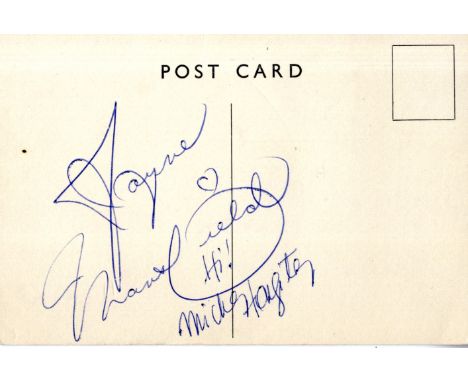 POST CARD
Jayne
Mansfield
Hi!
Mickey Hargitay